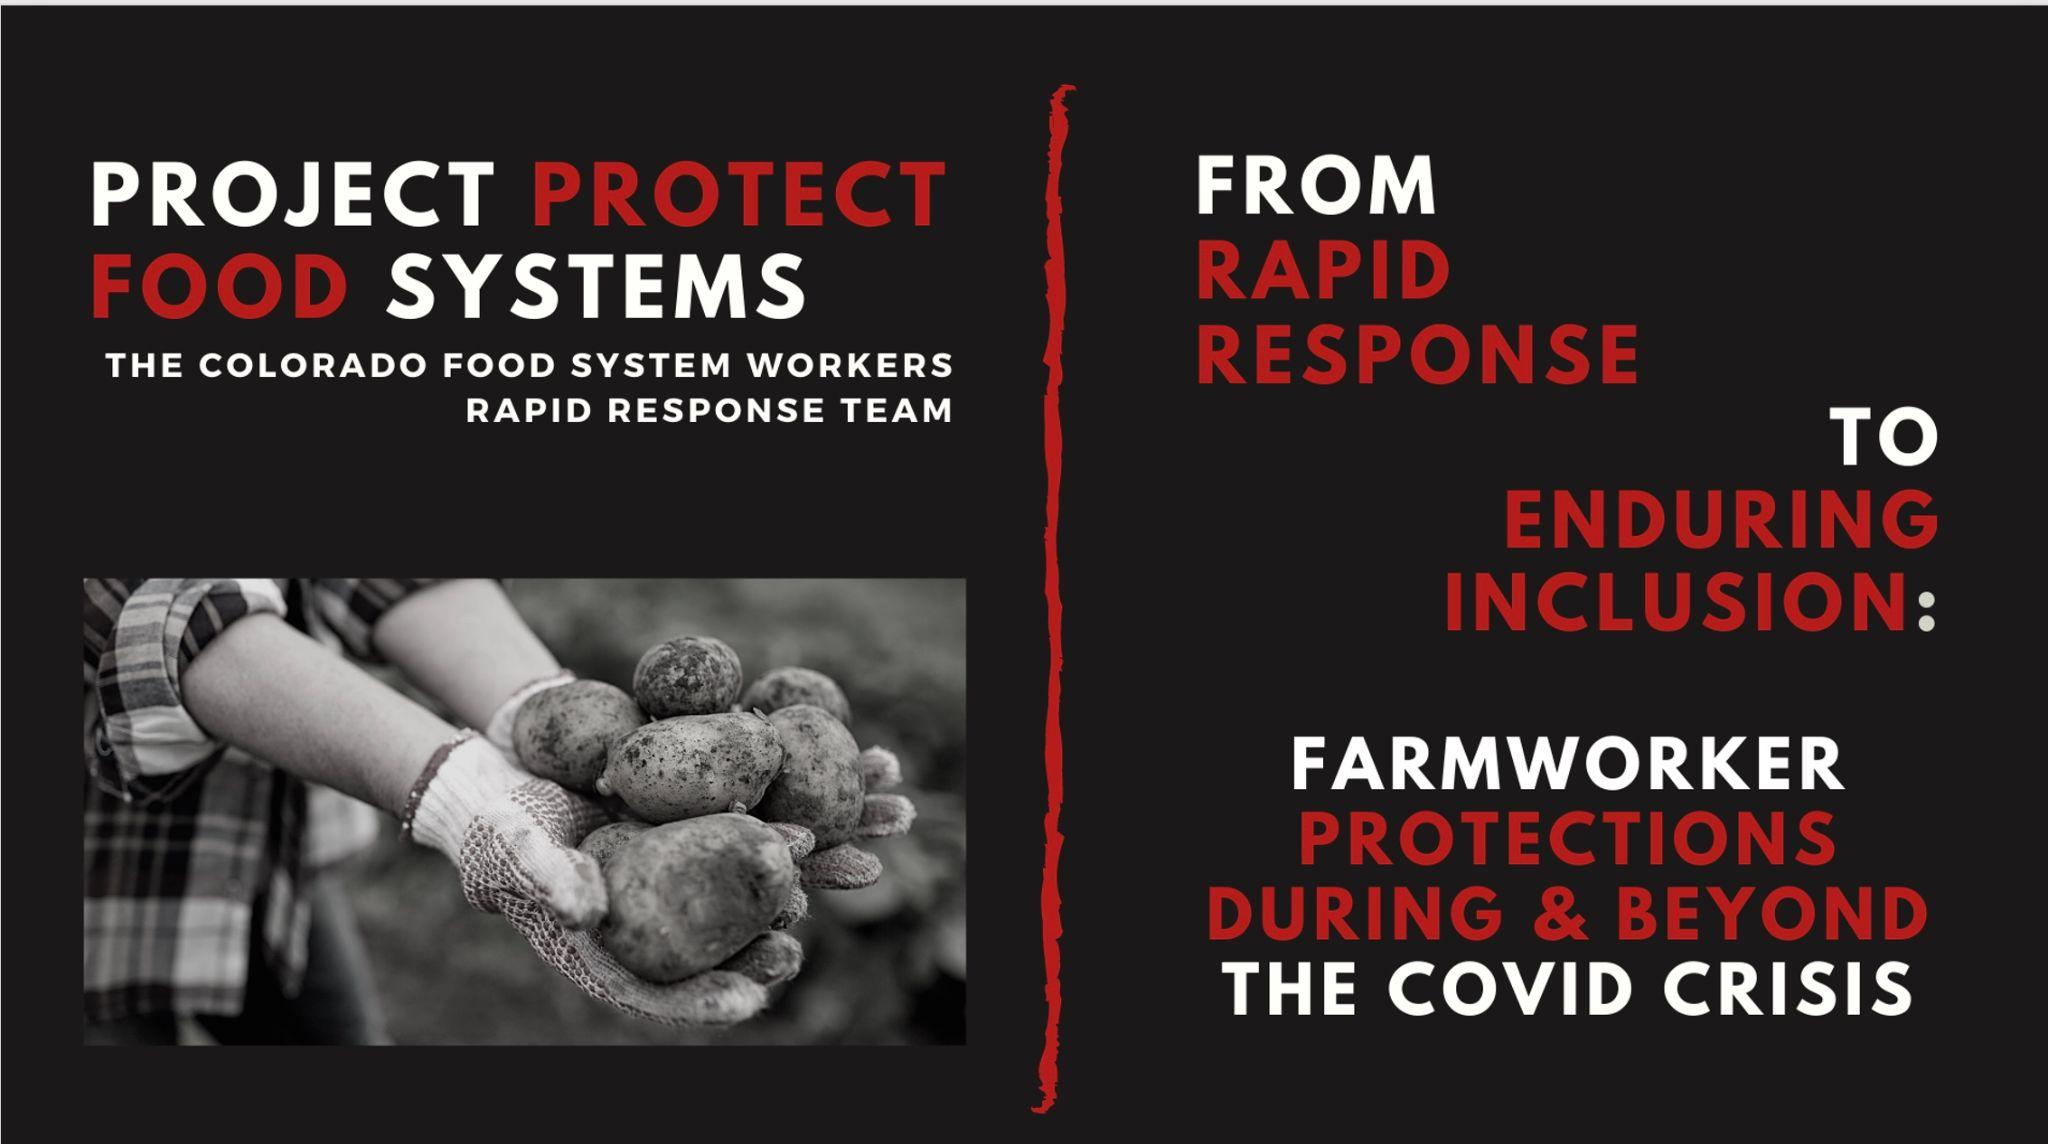 PROJECT PROTECT
FOOD SYSTEMS
THE COLORADO FOOD SYSTEM WORKERS
RAPID RESPONSE TEAM
FROM
RAPID
RESPONSE
TO
ENDURING
INCLUSION:
FARMWORKER
PROTECTIONS
DURING & BEYOND
THE COVID CRISIS